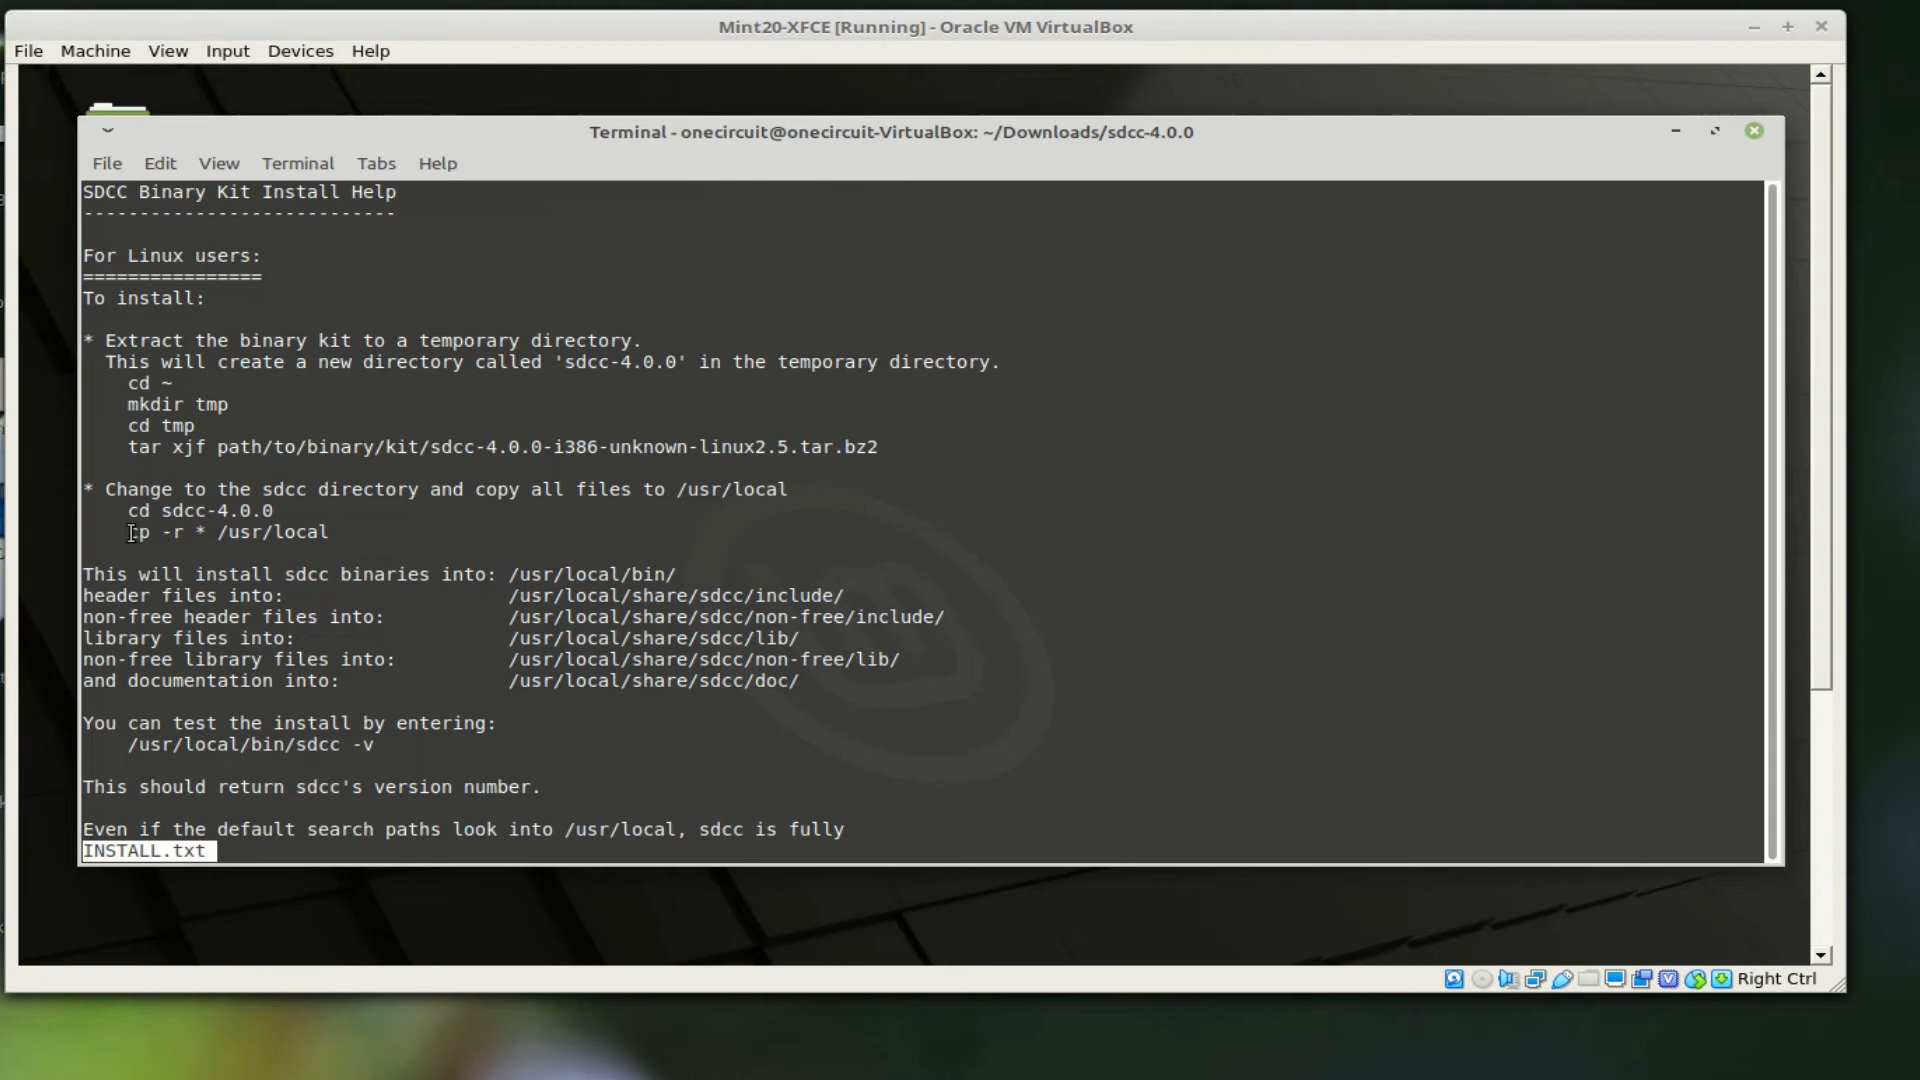 Mint20-XFCE [Running] - Oracle VM VirtualBox
File Machine View Input Devices Help
Terminal - onecircuit@onecircuit-VirtualBox: ~/Downloads/sdcc-4.0.0
File Edit View Terminal Tabs Help
SDCC Binary Kit Install Help
----------------------------
For Linux users:
================
To install:
* Extract the binary kit to a temporary directory.
This will create a new directory called 'sdcc-4.0.0' in the temporary directory.
cd ~
mkdir tmp
cd tmp
tar xjf path/to/binary/kit/sdcc-4.0.0-i386-unknown-linux2.5.tar.bz2
* Change to the sdcc directory and copy all files to /usr/local
cd sdcc-4.0.0
cp -r * /usr/local
This will install sdcc binaries into: /usr/local/bin/
header files into: /usr/local/share/sdcc/include/
non-free header files into: /usr/local/share/sdcc/non-free/include/
library files into: /usr/local/share/sdcc/lib/
non-free library files into: /usr/local/share/sdcc/non-free/lib/
and documentation into: /usr/local/share/sdcc/doc/
You can test the install by entering:
/usr/local/bin/sdcc -v
This should return sdcc's version number.
Even if the default search paths look into /usr/local, sdcc is fully
INSTALL.txt
Right Ctrl